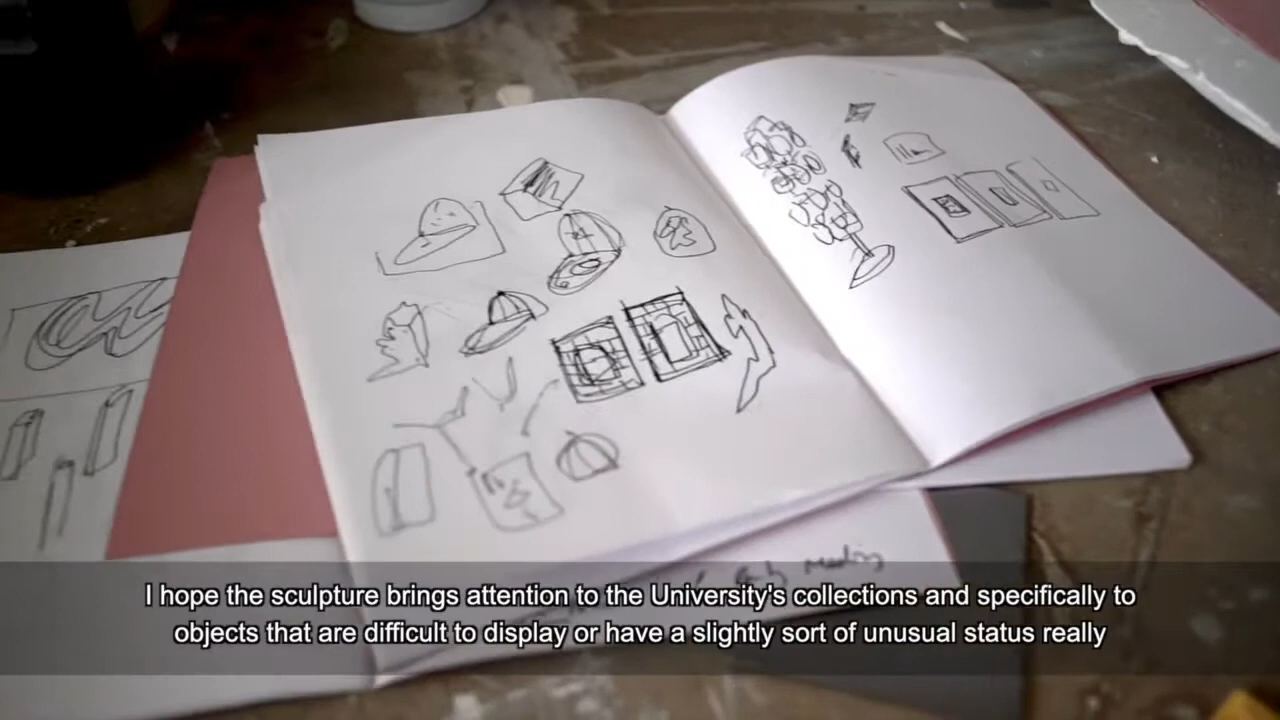 I hope the sculpture brings attention to the University's collections and specifically to
objects that are difficult to display or have a slightly sort of unusual status really